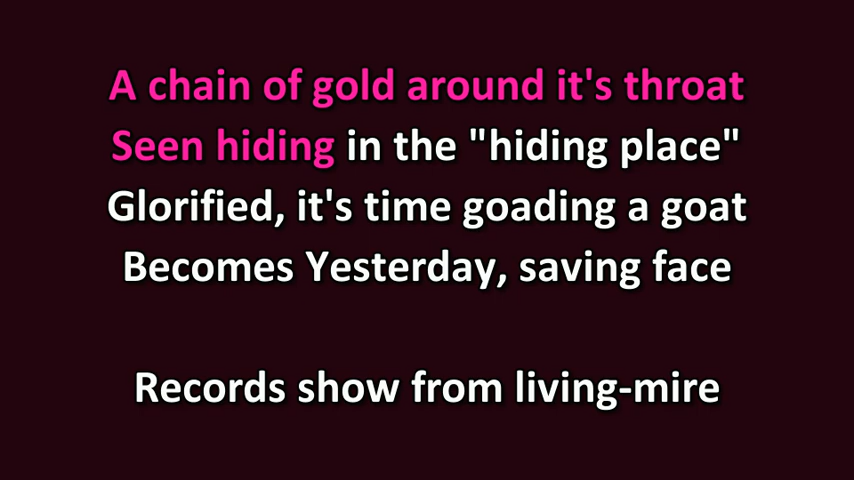 A chain of gold around it's throat
Seen hiding in the "hiding place"
Glorified, it's time goading a goat
Becomes Yesterday, saving face
Records show from living-mire